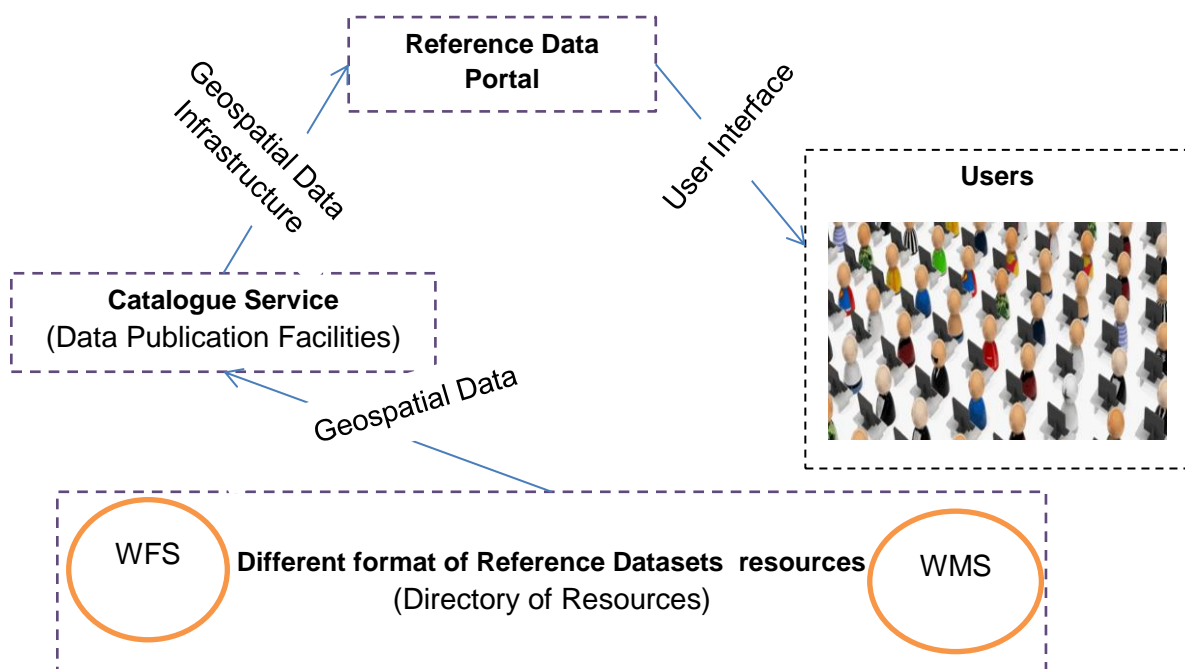 Reference Data
Portal
Geospatial Data
Infrastructure
User Interface
Users
Catalogue Service
(Data Publication Facilities)
Geospatial Data
WFS
Different format of Reference Datasets resources
(Directory of Resources)
WMS